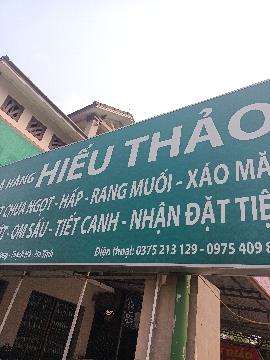 HÀNG HIẾU THẢO
CHUA NGỌT - HẤP - RANG MUỐI - XÁO MĂ
OM SẤU - TIẾT CANH - NHẬN ĐẶT TIỆ
Điện thoại: 0375 213 129 - 0975 409 8